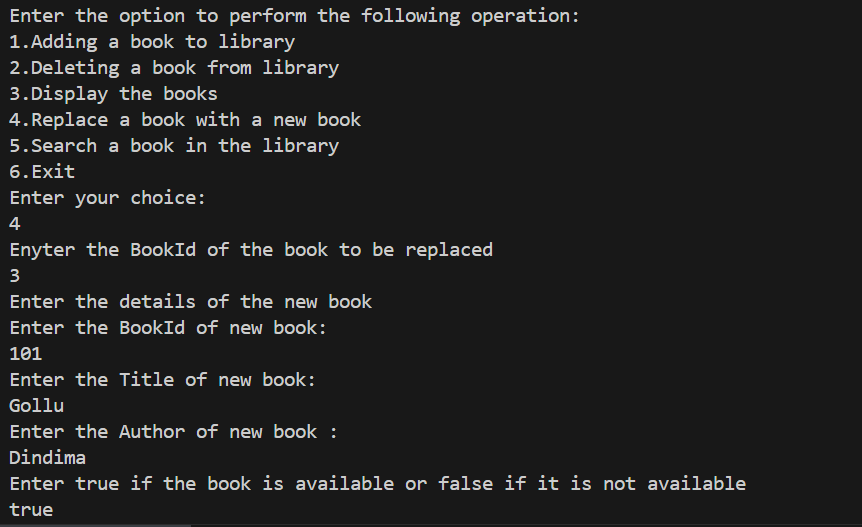 Enter the option to perform the following operation:
1.Adding a book to library
2.Deleting a book from library
3.Display the books
4.Replace a book with a new book
5.Search a book in the library
6.Exit
Enter your choice:
4
Enyter the BookId of the book to be replaced
3
Enter the details of the new book
Enter the BookId of new book:
101
Enter the Title of new book:
Gollu
Enter the Author of new book :
Dindima
Enter true if the book is available or false if it is not available
true